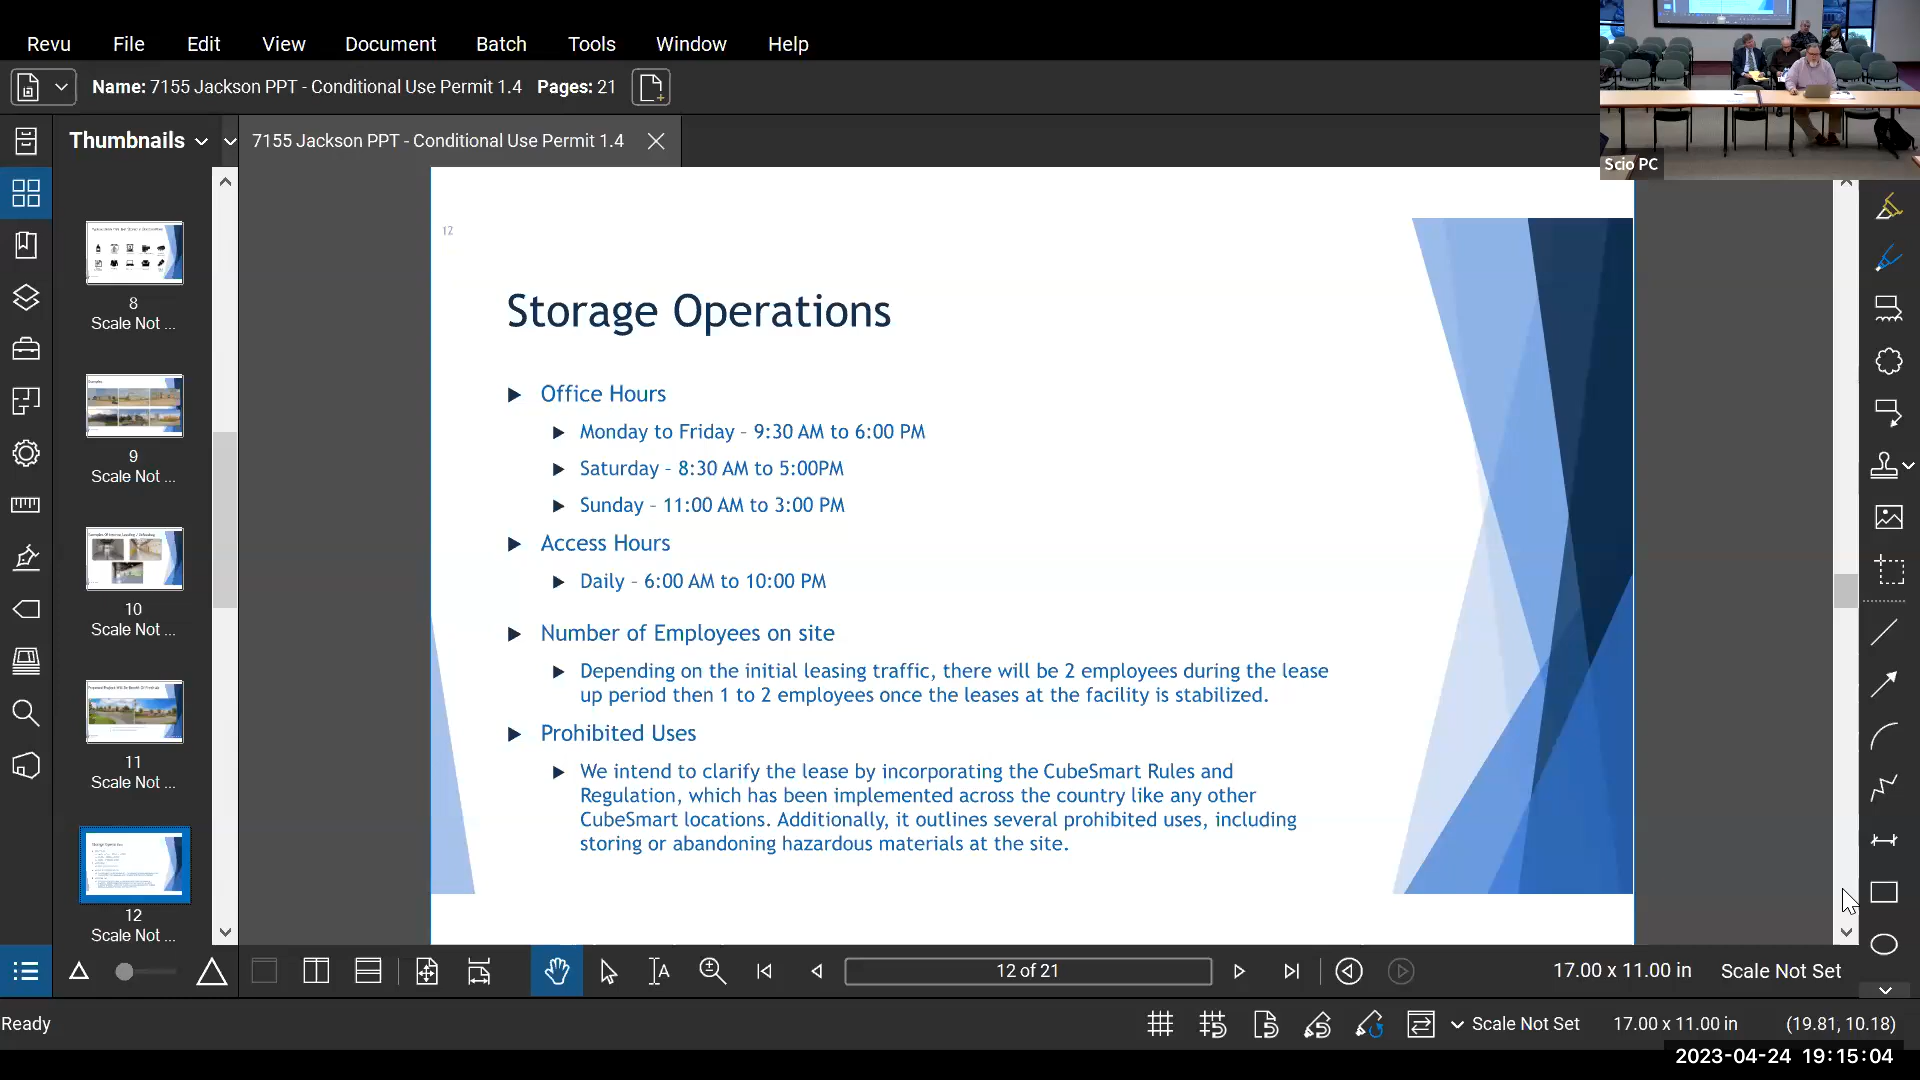 Revu File Edit View Document Batch Tools Window Help
Name: 7155 Jackson PPT - Conditional Use Permit 1.4 Pages: 21
Thumbnails
7155 Jackson PPT - Conditional Use Permit 1.4
Scio PC
8
Scale Not ...
9
Scale Not ...
10
Scale Not ...
11
Scale Not ...
12
Scale Not ...
12
Storage Operations
Office Hours
Monday to Friday – 9:30 AM to 6:00 PM
Saturday – 8:30 AM to 5:00PM
Sunday – 11:00 AM to 3:00 PM
Access Hours
Daily – 6:00 AM to 10:00 PM
Number of Employees on site
Depending on the initial leasing traffic, there will be 2 employees during the lease
up period then 1 to 2 employees once the leases at the facility is stabilized.
Prohibited Uses
We intend to clarify the lease by incorporating the CubeSmart Rules and
Regulation, which has been implemented across the country like any other
CubeSmart locations. Additionally, it outlines several prohibited uses, including
storing or abandoning hazardous materials at the site.
12 of 21
17.00 x 11.00 in Scale Not Set
Ready
Scale Not Set 17.00 x 11.00 in (19.81, 10.18)
2023-04-24 19:15:04